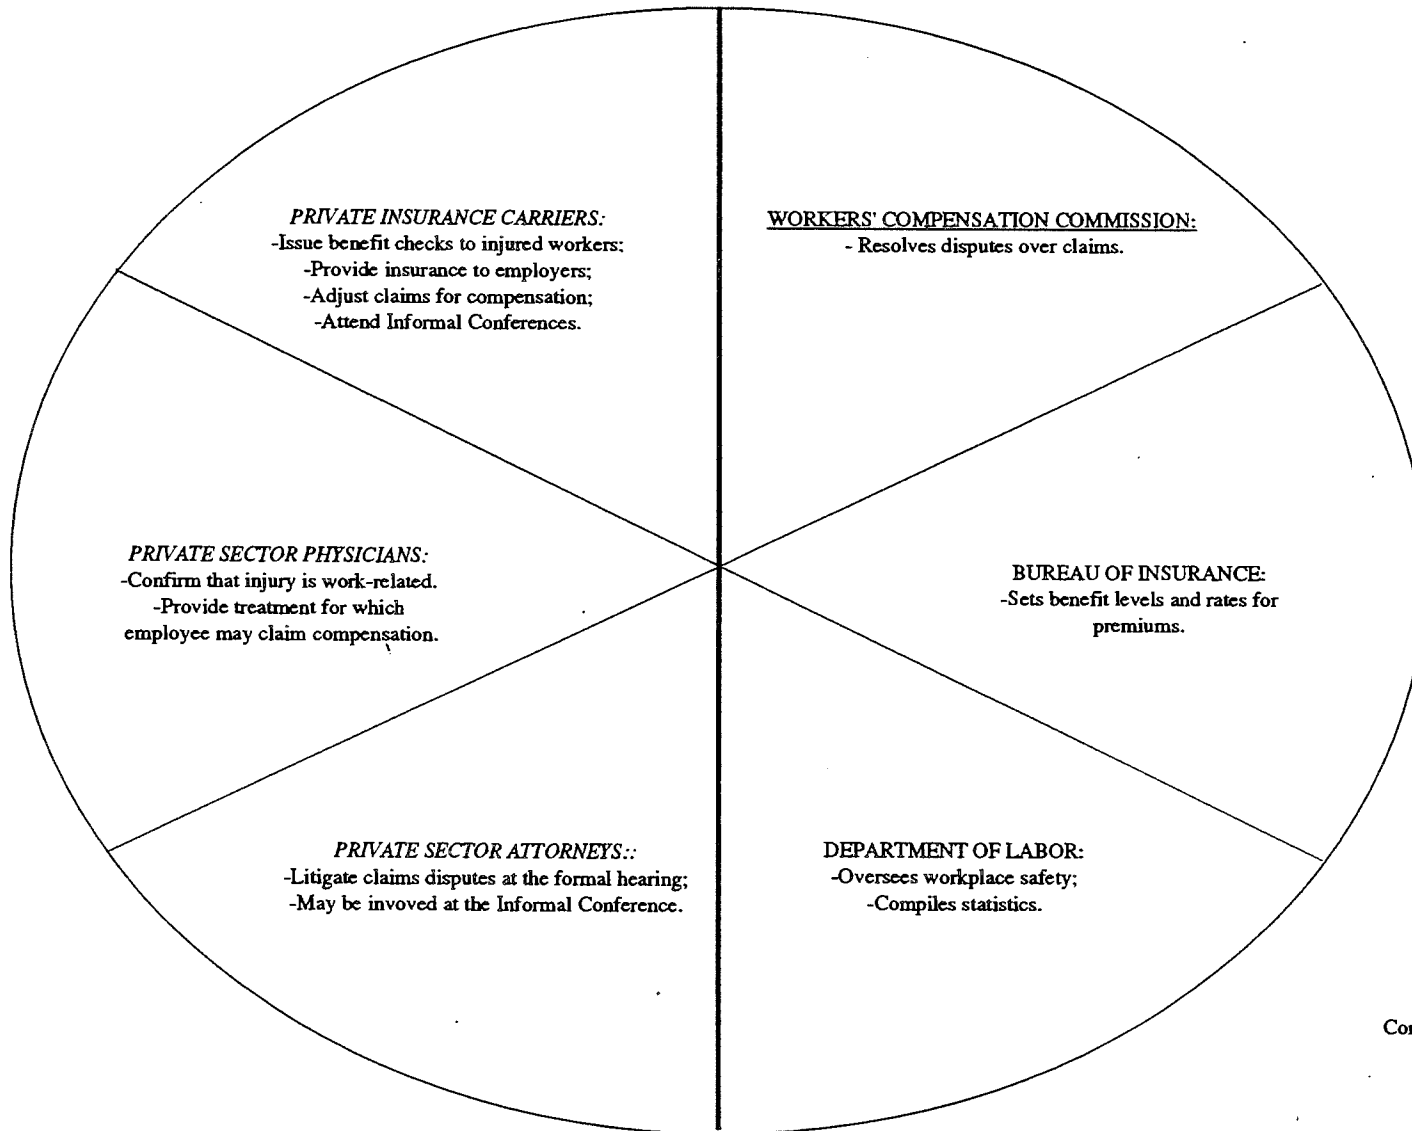 PRIVATE INSURANCE CARRIERS:
-Issue benefit checks to injured workers;
-Provide insurance to employers;
-Adjust claims for compensation;
-Attend Informal Conferences.
WORKERS' COMPENSATION COMMISSION:
- Resolves disputes over claims.
PRIVATE SECTOR PHYSICIANS:
-Confirm that injury is work-related.
-Provide treatment for which
employee may claim compensation.
BUREAU OF INSURANCE:
-Sets benefit levels and rates for
premiums.
PRIVATE SECTOR ATTORNEYS::
-Litigate claims disputes at the formal hearing;
-May be invoved at the Informal Conference.
DEPARTMENT OF LABOR:
-Oversees workplace safety;
-Compiles statistics.